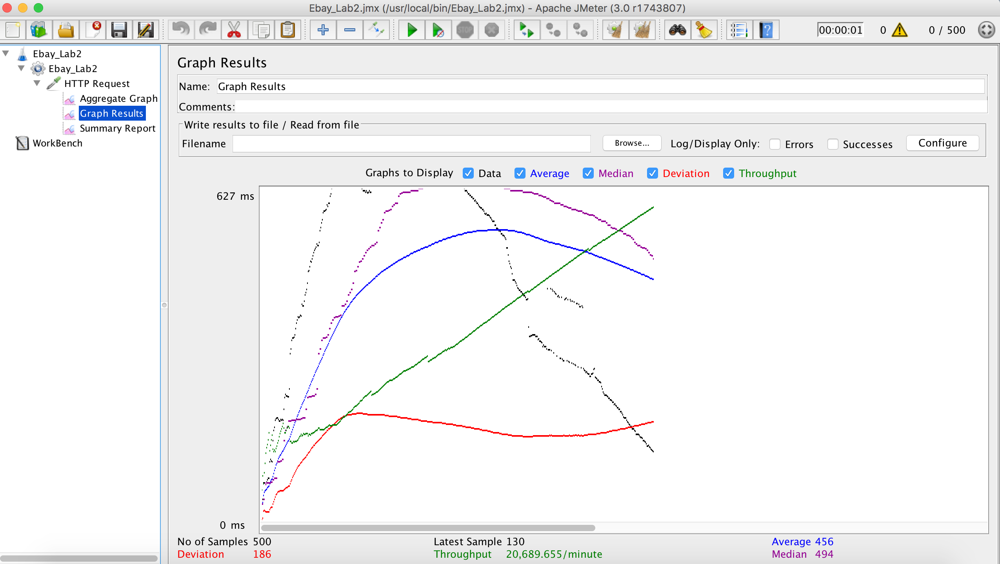 Ebay_Lab2.jmx (/usr/local/bin/Ebay_Lab2.jmx) - Apache JMeter (3.0 r1743807)
STOP
00:00:01 0 0 / 500
Ebay_Lab2
Ebay_Lab2
HTTP Request
Aggregate Graph
Graph Results
Summary Report
WorkBench
Graph Results
Name: Graph Results
Comments:
Write results to file / Read from file
Filename Browse... Log/Display Only: Errors Successes Configure
Graphs to Display Data Average Median Deviation Throughput
627 ms
0 ms
No of Samples 500 Latest Sample 130 Average 456
Deviation 186 Throughput 20,689.655/minute Median 494